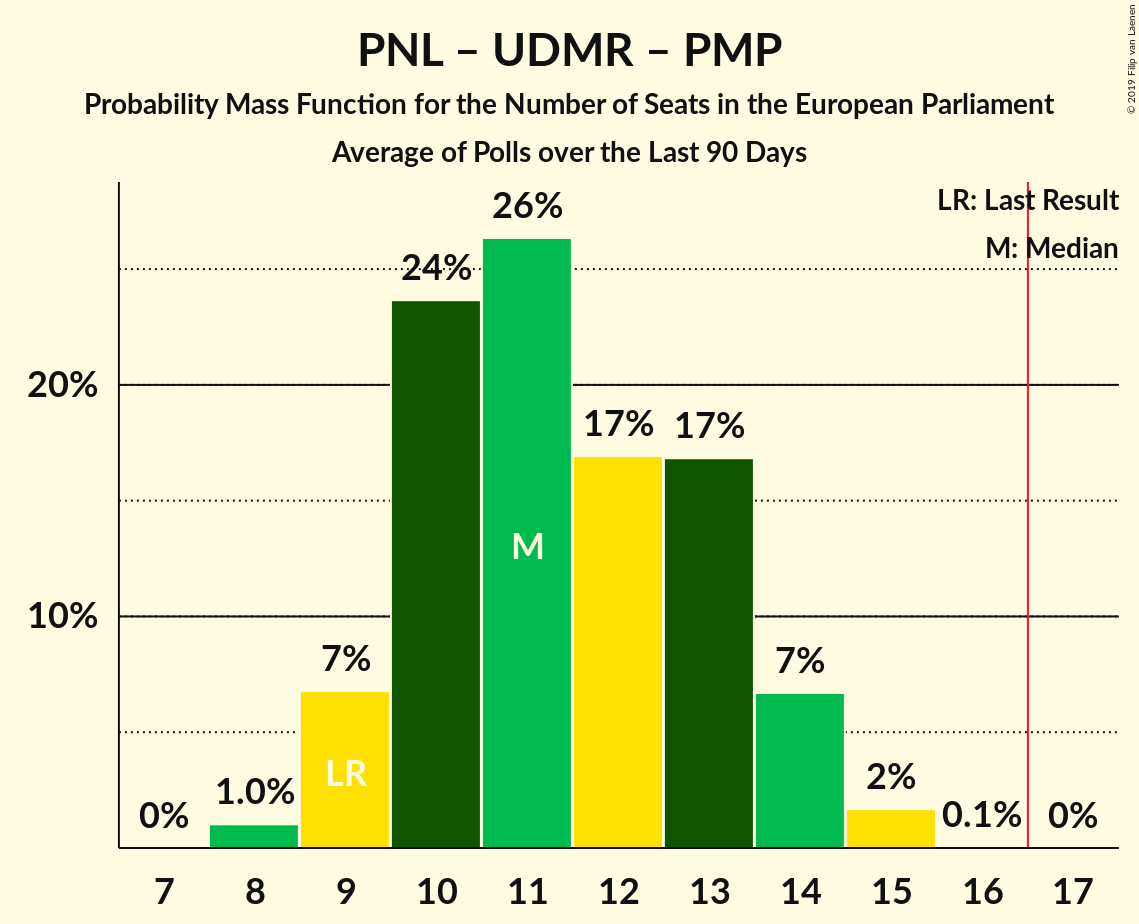 PNL – UDMR – PMP
Probability Mass Function for the Number of Seats in the European Parliament
Average of Polls over the Last 90 Days
© 2019 Filip van Laenen
LR: Last Result
M: Median
26%
24%
20%
17% 17%
M
10%
7% 7%
LR
2%
1.0%
0% 0.1% 0%
7 8 9 10 11 12 13 14 15 16 17